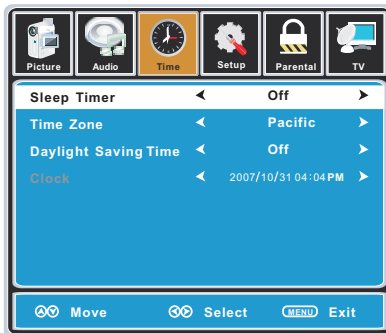 Picture Audio Time Setup Parental TV
Sleep Timer Off
Time Zone Pacific
Daylight Saving Time Off
Clock 2007/10/31 04:04 PM
Move Select MENU Exit